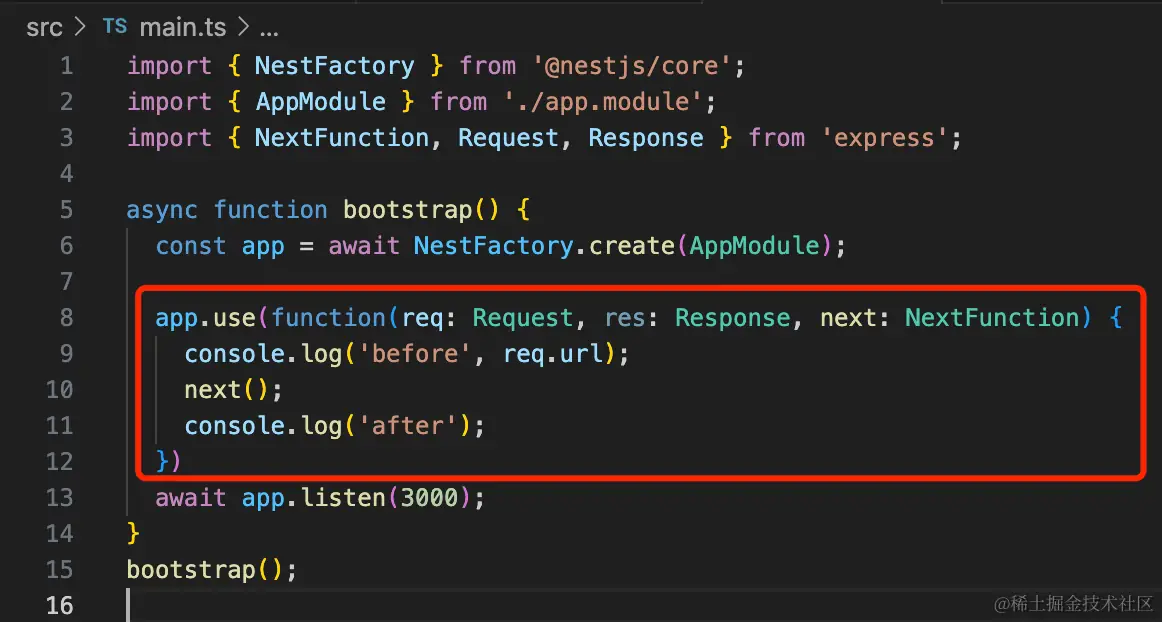 src > TS main.ts > ...
1 import { NestFactory } from '@nestjs/core';
2 import { AppModule } from './app.module';
3 import { NextFunction, Request, Response } from 'express';
4
5 async function bootstrap() {
6   const app = await NestFactory.create(AppModule);
7
8   app.use(function(req: Request, res: Response, next: NextFunction) {
9     console.log('before', req.url);
10     next();
11     console.log('after');
12   })
13   await app.listen(3000);
14 }
15 bootstrap();
16
@稀土掘金技术社区